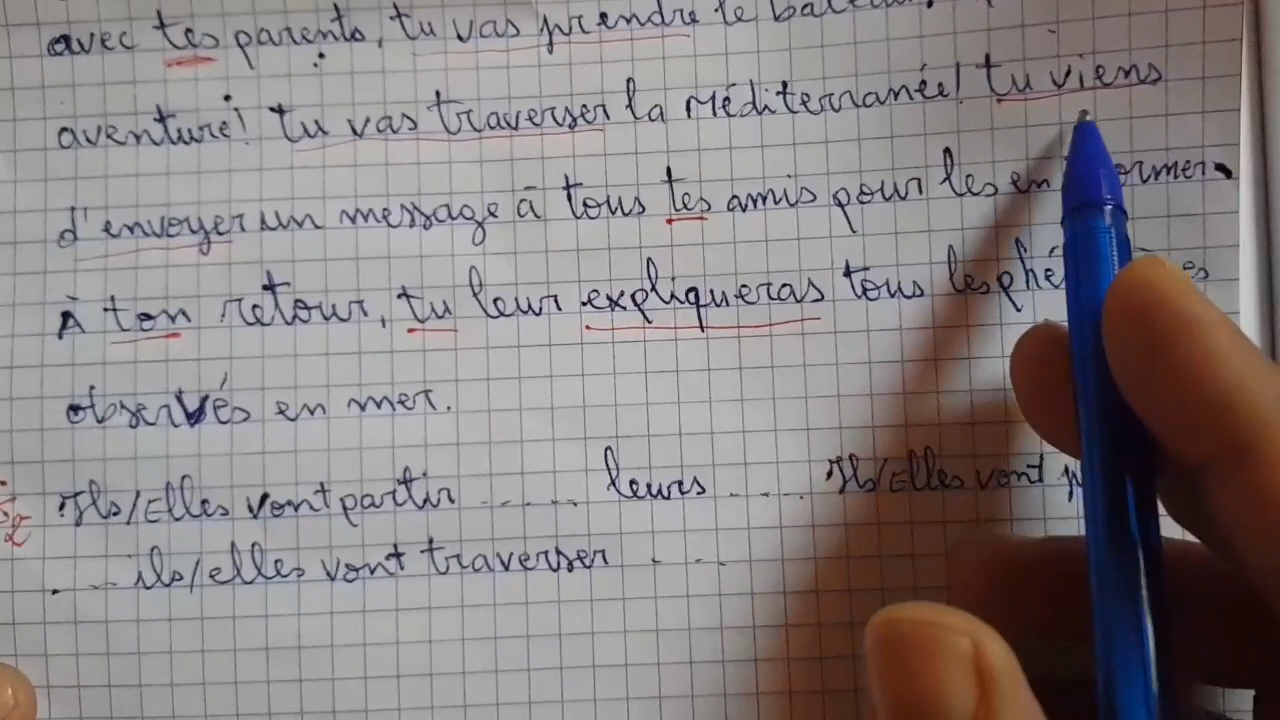 avec tes parents, tu vas prendre le
aventure! tu vas traverser la Méditerranée! tu viens
d'envoyer un message à tous tes amis pour les en
À ton retour, tu leur expliqueras tous les
observés en mer.
Ils/Elles vont partir ...... leurs .... Ils/Elles vont
.... ils/elles vont traverser ...